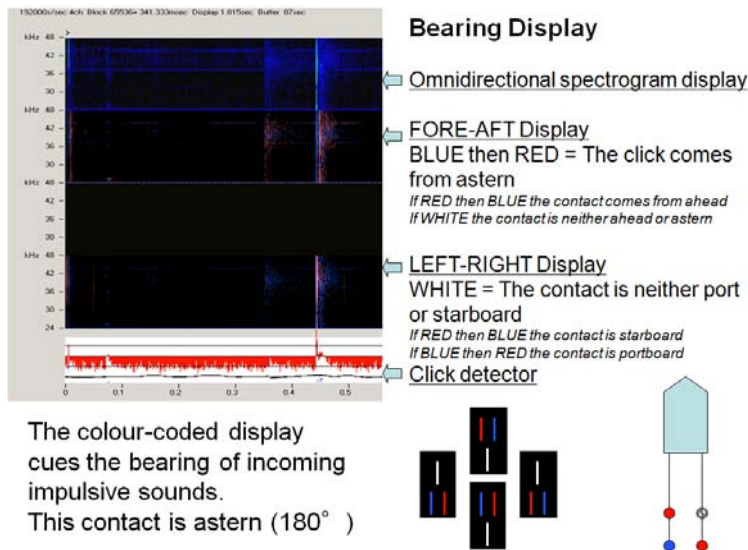 192000s/sec 4ch Block 65536= 341.333msec Display 1.815sec Buffer 87sec
Bearing Display
kHz 48
42
36
30
Omnidirectional spectrogram display
kHz 48
42
36
30
FORE-AFT Display
BLUE then RED = The click comes
from astern
If RED then BLUE the contact comes from ahead
If WHITE the contact is neither ahead or astern
kHz 48
42
36
30
kHz 48
42
36
30
24
LEFT-RIGHT Display
WHITE = The contact is neither port
or starboard
If RED then BLUE the contact is starboard
If BLUE then RED the contact is portboard
Click detector
0 0.1 0.2 0.3 0.4 0.5
The colour-coded display
cues the bearing of incoming
impulsive sounds.
This contact is astern (180° )